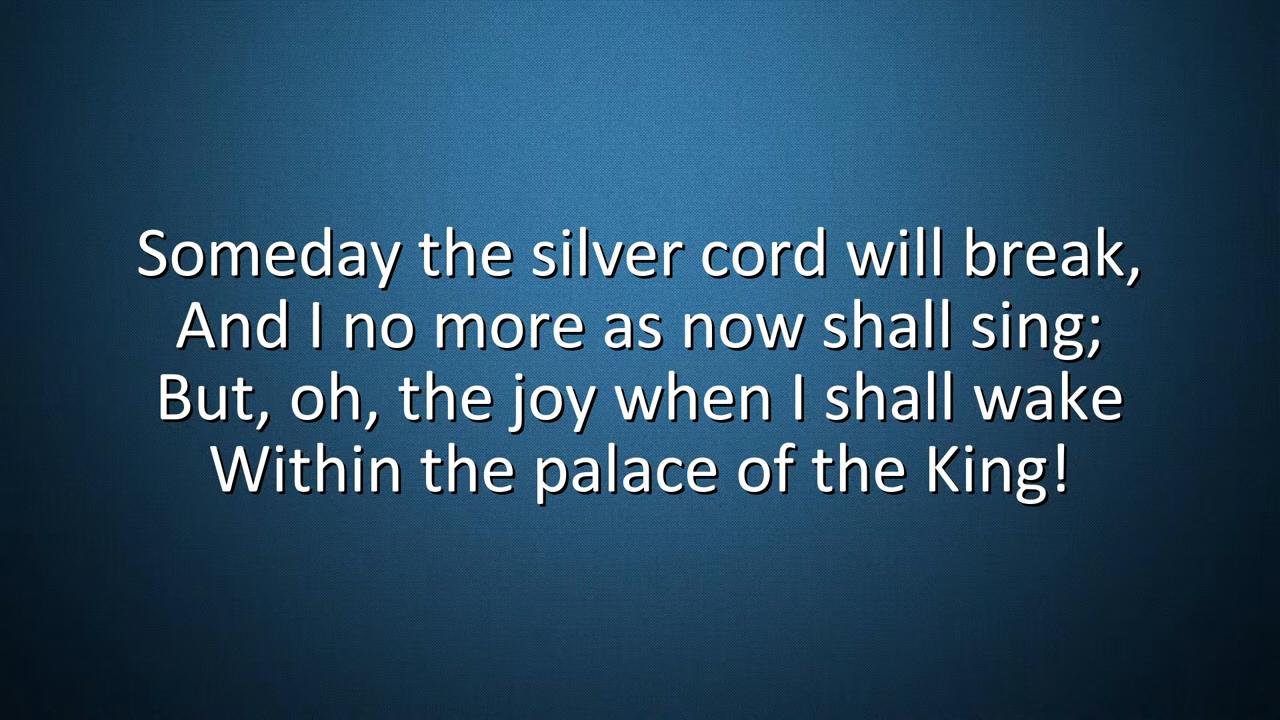 Someday the silver cord will break,
And I no more as now shall sing;
But, oh, the joy when I shall wake
Within the palace of the King!